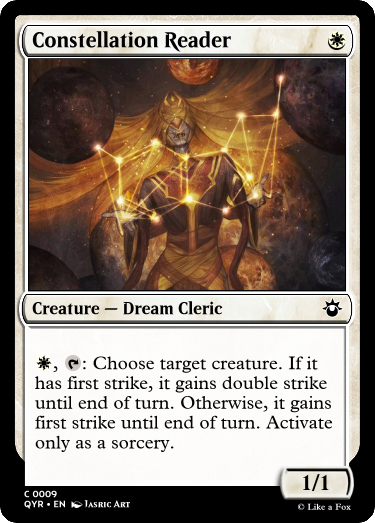 Constellation Reader
Creature — Dream Cleric
, : Choose target creature. If it
has first strike, it gains double strike
until end of turn. Otherwise, it gains
first strike until end of turn. Activate
only as a sorcery.
1/1
C 0009
QYR • EN Jasric Art
© Like a Fox